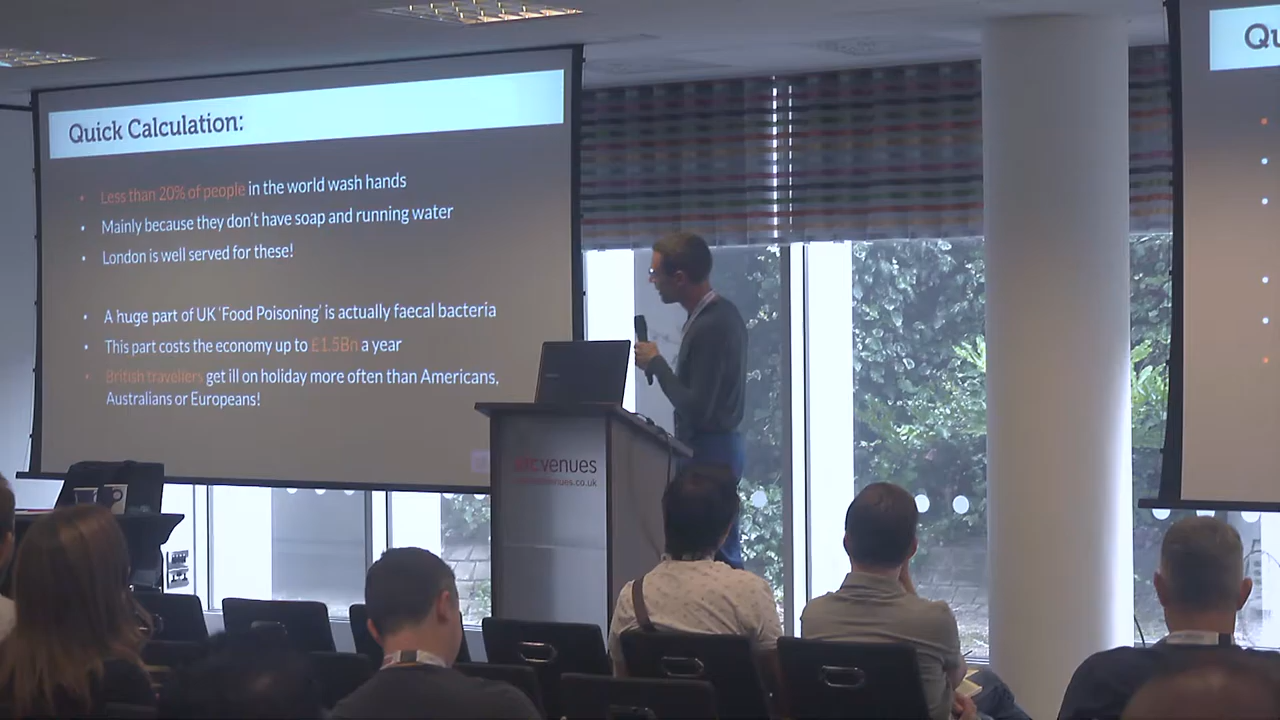 Quick Calculation:
Less than 20% of people in the world wash hands
Mainly because they don't have soap and running water
London is well served for these!
A huge part of UK 'Food Poisoning' is actually faecal bacteria
This part costs the economy up to £1.5Bn a year
British travellers get ill on holiday more often than Americans,
Australians or Europeans!
venues
Qu